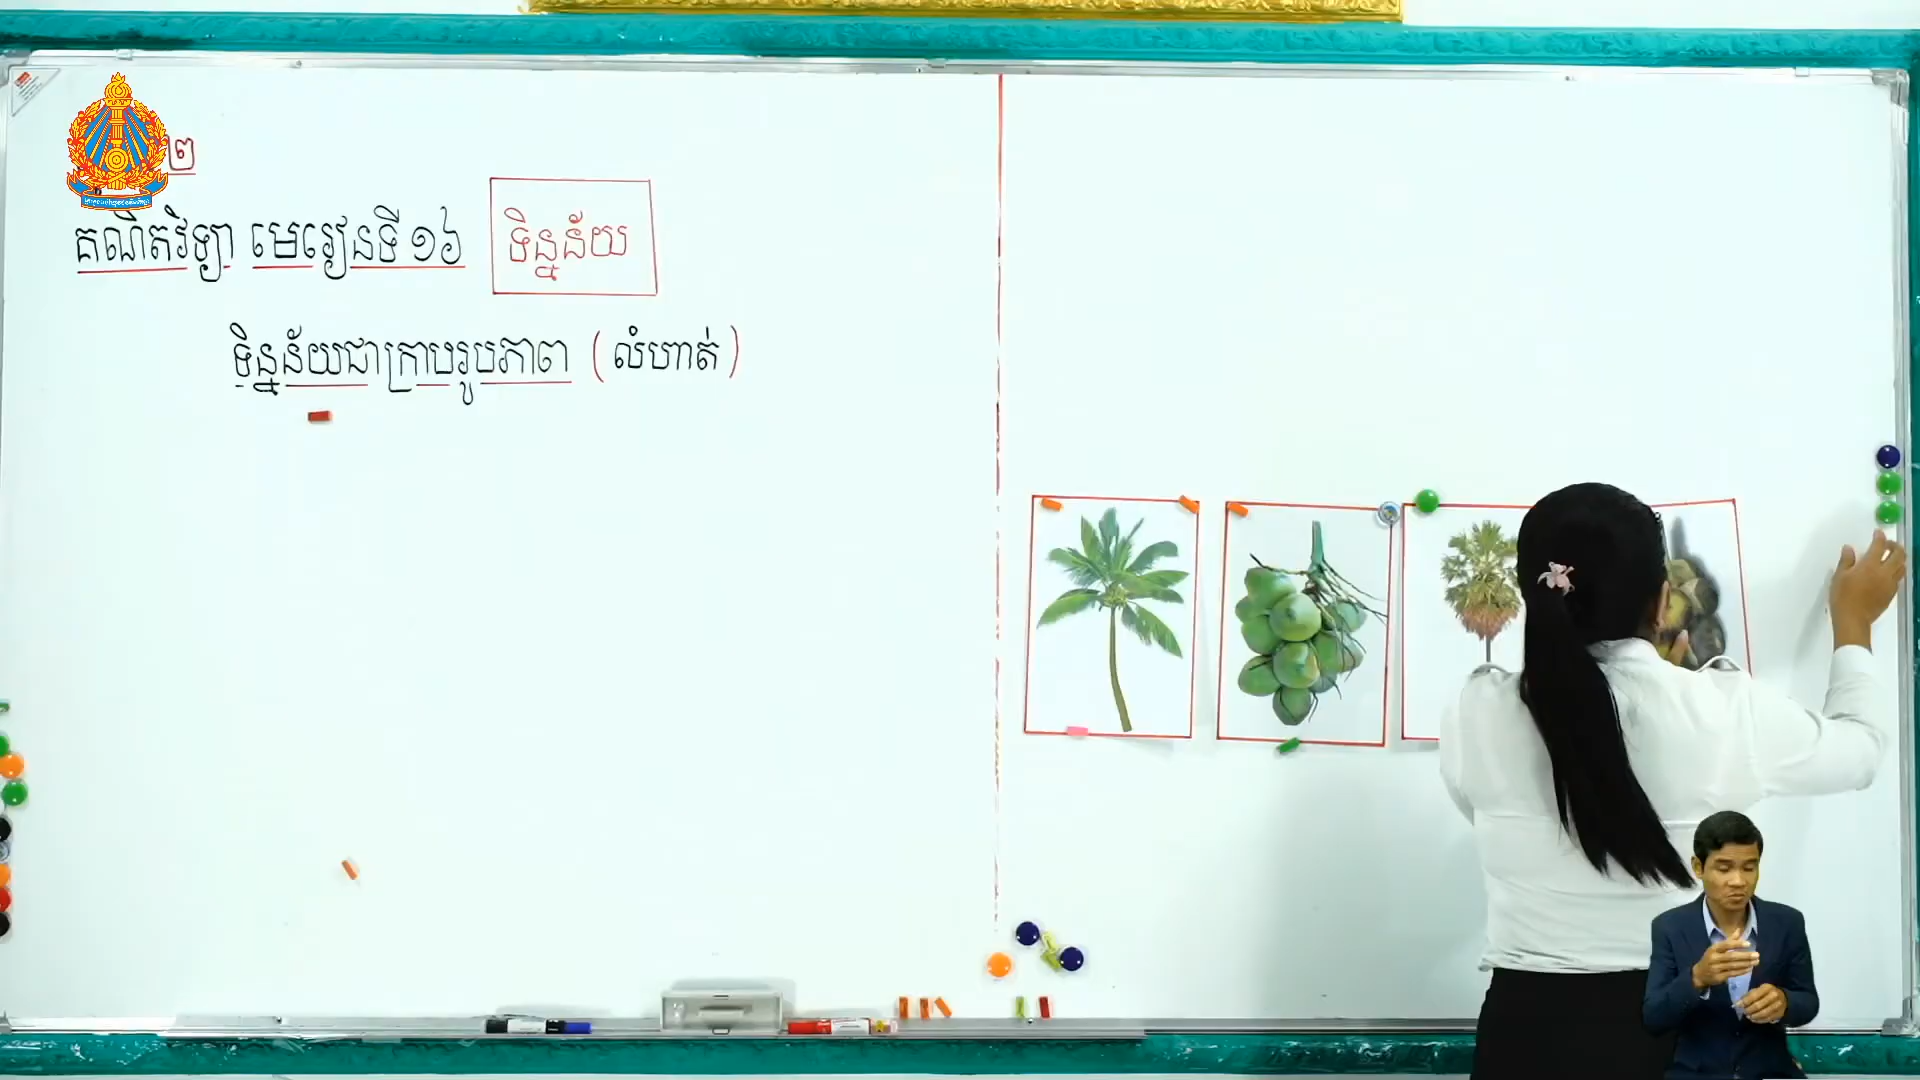 ២
គណិតវិទ្យា មេរៀនទី ១៦ ទិន្នន័យ
ទិន្នន័យជាក្រាបរូបភាព (លំហាត់)